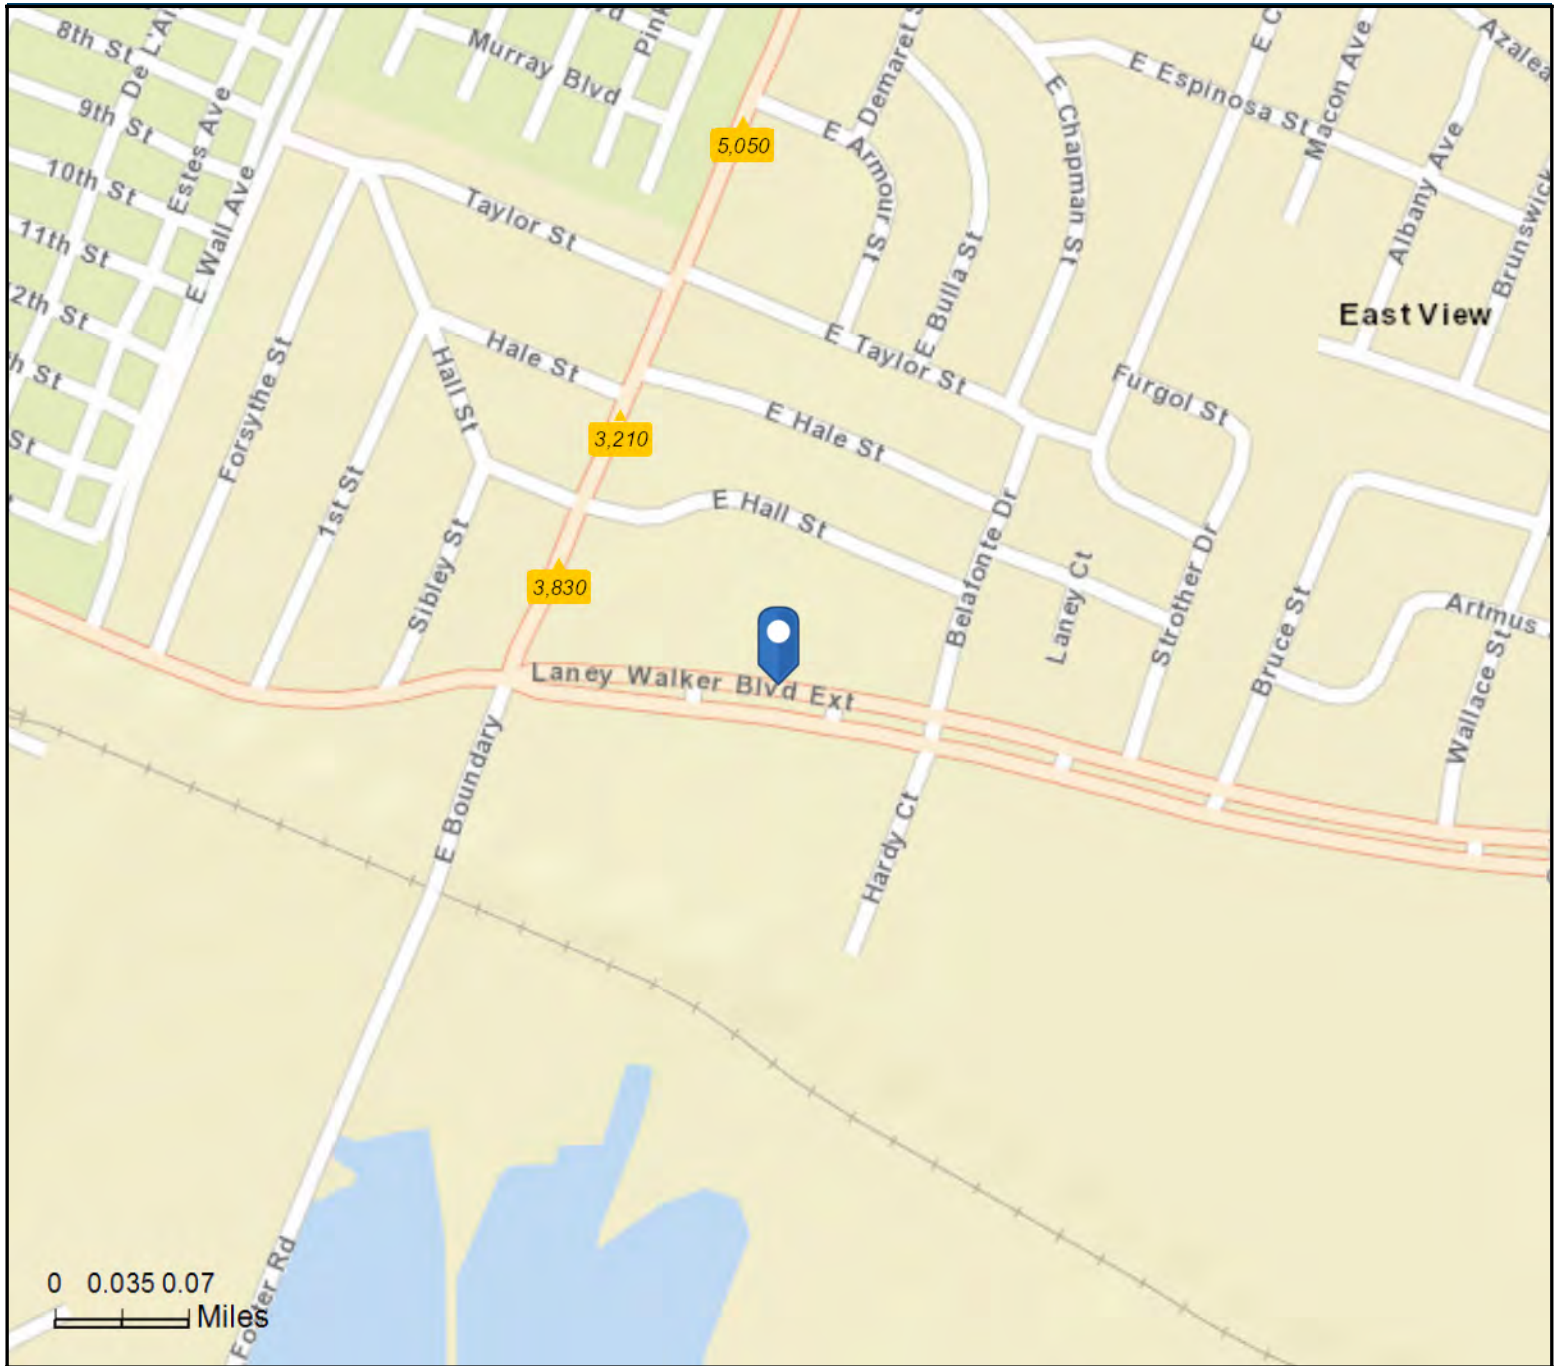 8th St
De L'Ai
Murray Blvd
Pink
vd
Demaret S
E C
Macon Ave
Azalea
9th St
Estes Ave
5,050
E Armour St
E Chapman St
E Espinosa St
10th St
E Wall Ave
Taylor St
E Bulla St
Albany Ave
Brunswick
11th St
2th St
East View
Forsythe St
Hall St
Hale St
E Taylor St
Furgol St
h St
3,210
E Hale St
St
1st St
E Hall St
Belafonte Dr
Sibley St
3,830
Laney Ct
Strother Dr
Bruce St
Artmus
Wallace St
Laney Walker Blvd Ext
E Boundary
Hardy Ct
0 0.035 0.07
Miles